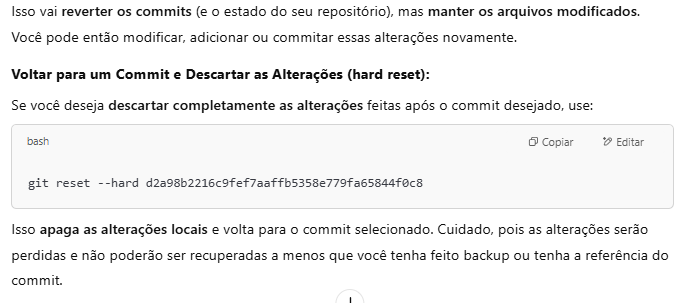 Isso vai reverter os commits (e o estado do seu repositório), mas manter os arquivos modificados.
Você pode então modificar, adicionar ou commitar essas alterações novamente.
Voltar para um Commit e Descartar as Alterações (hard reset):
Se você deseja descartar completamente as alterações feitas após o commit desejado, use:
bash Copiar Editar
git reset --hard d2a98b2216c9fef7aaffb5358e779fa65844f0c8
Isso apaga as alterações locais e volta para o commit selecionado. Cuidado, pois as alterações serão
perdidas e não poderão ser recuperadas a menos que você tenha feito backup ou tenha a referência do
commit.